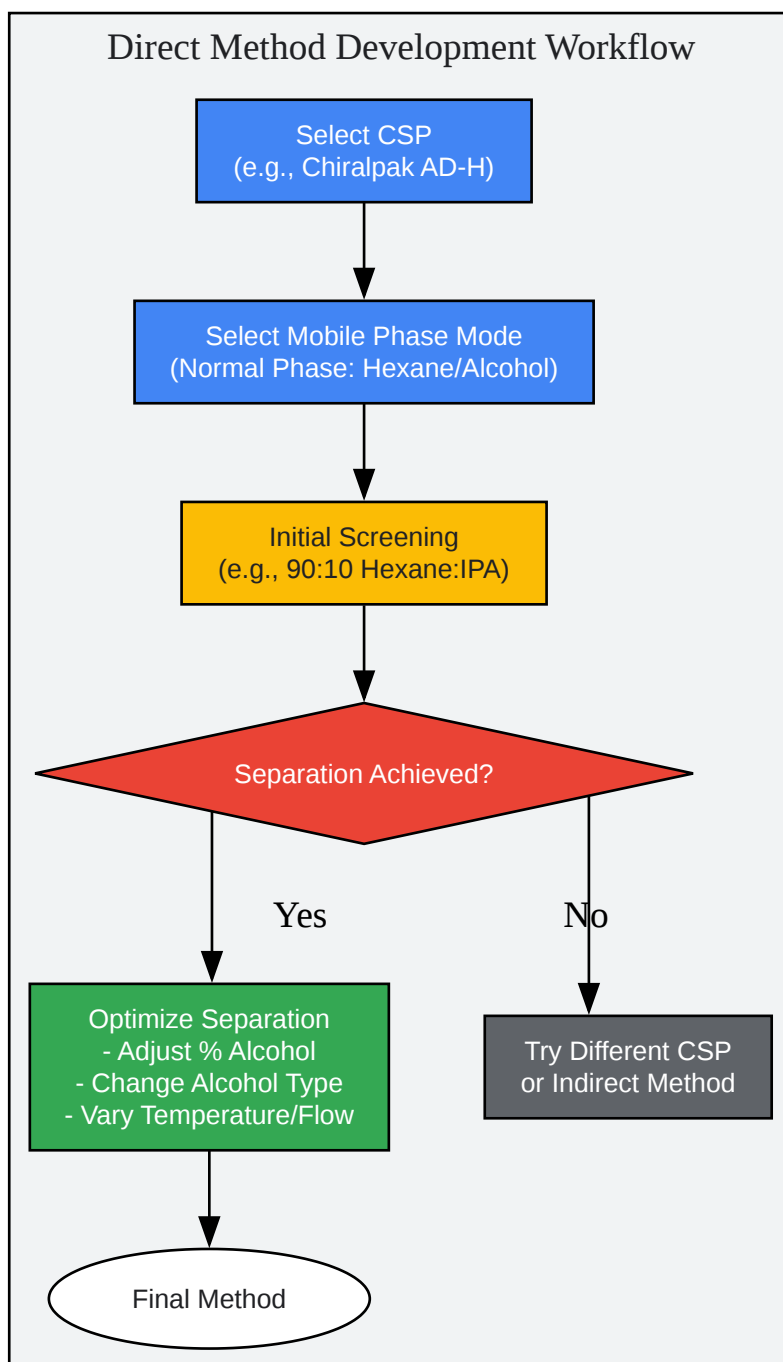 Direct Method Development Workflow
Select CSP
(e.g., Chiralpak AD-H)
Select Mobile Phase Mode
(Normal Phase: Hexane/Alcohol)
Initial Screening
(e.g., 90:10 Hexane:IPA)
Separation Achieved?
Yes
No
Optimize Separation
- Adjust % Alcohol
- Change Alcohol Type
- Vary Temperature/Flow
Try Different CSP
or Indirect Method
Final Method